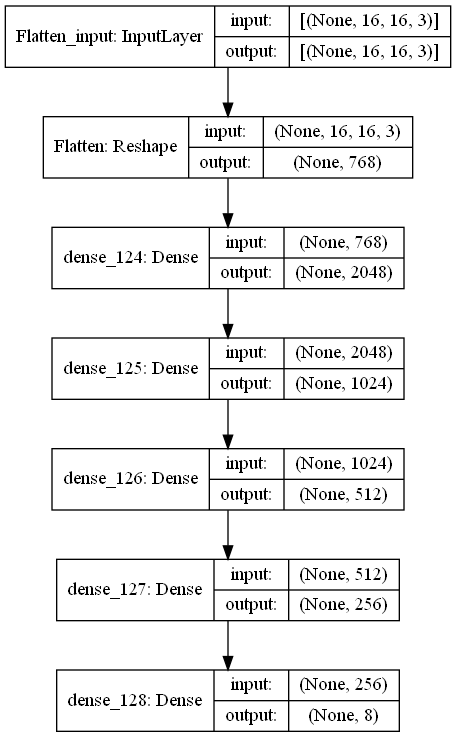 Flatten_input: InputLayer
input: [(None, 16, 16, 3)]
output: [(None, 16, 16, 3)]
Flatten: Reshape
input: (None, 16, 16, 3)
output: (None, 768)
dense_124: Dense
input: (None, 768)
output: (None, 2048)
dense_125: Dense
input: (None, 2048)
output: (None, 1024)
dense_126: Dense
input: (None, 1024)
output: (None, 512)
dense_127: Dense
input: (None, 512)
output: (None, 256)
dense_128: Dense
input: (None, 256)
output: (None, 8)